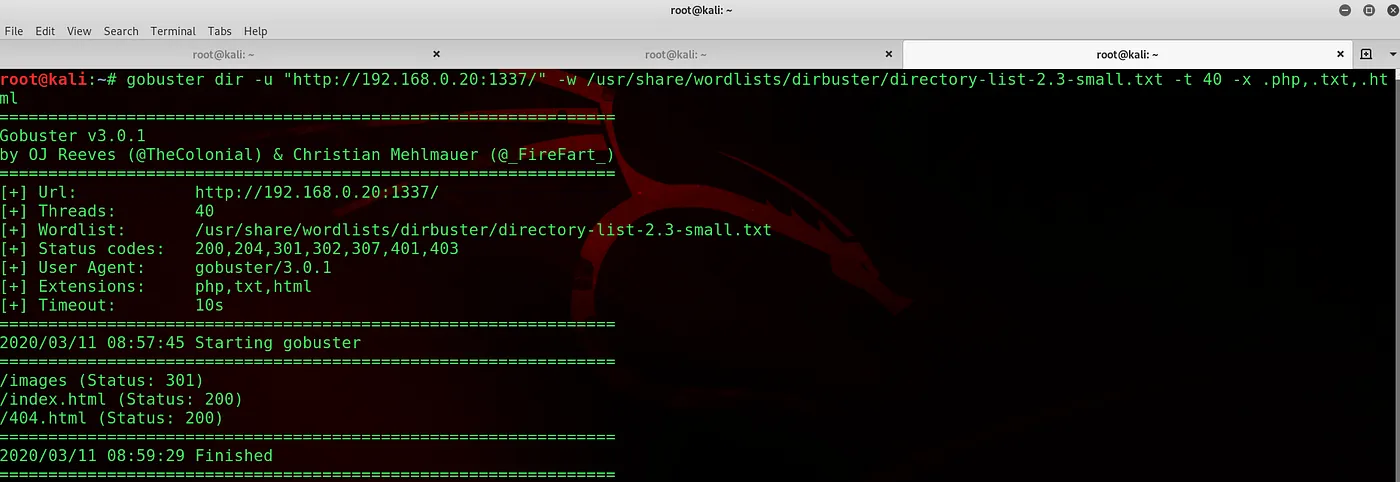 root@kali: ~
File Edit View Search Terminal Tabs Help
root@kali: ~ root@kali: ~ root@kali: ~
root@kali:~# gobuster dir -u "http://192.168.0.20:1337/" -w /usr/share/wordlists/dirbuster/directory-list-2.3-small.txt -t 40 -x .php,.txt,.ht
ml
===============================================================
Gobuster v3.0.1
by OJ Reeves (@TheColonial) & Christian Mehlmauer (@_FireFart_)
===============================================================
[+] Url:            http://192.168.0.20:1337/
[+] Threads:        40
[+] Wordlist:       /usr/share/wordlists/dirbuster/directory-list-2.3-small.txt
[+] Status codes:   200,204,301,302,307,401,403
[+] User Agent:     gobuster/3.0.1
[+] Extensions:     php,txt,html
[+] Timeout:        10s
===============================================================
2020/03/11 08:57:45 Starting gobuster
===============================================================
/images (Status: 301)
/index.html (Status: 200)
/404.html (Status: 200)
===============================================================
2020/03/11 08:59:29 Finished
===============================================================